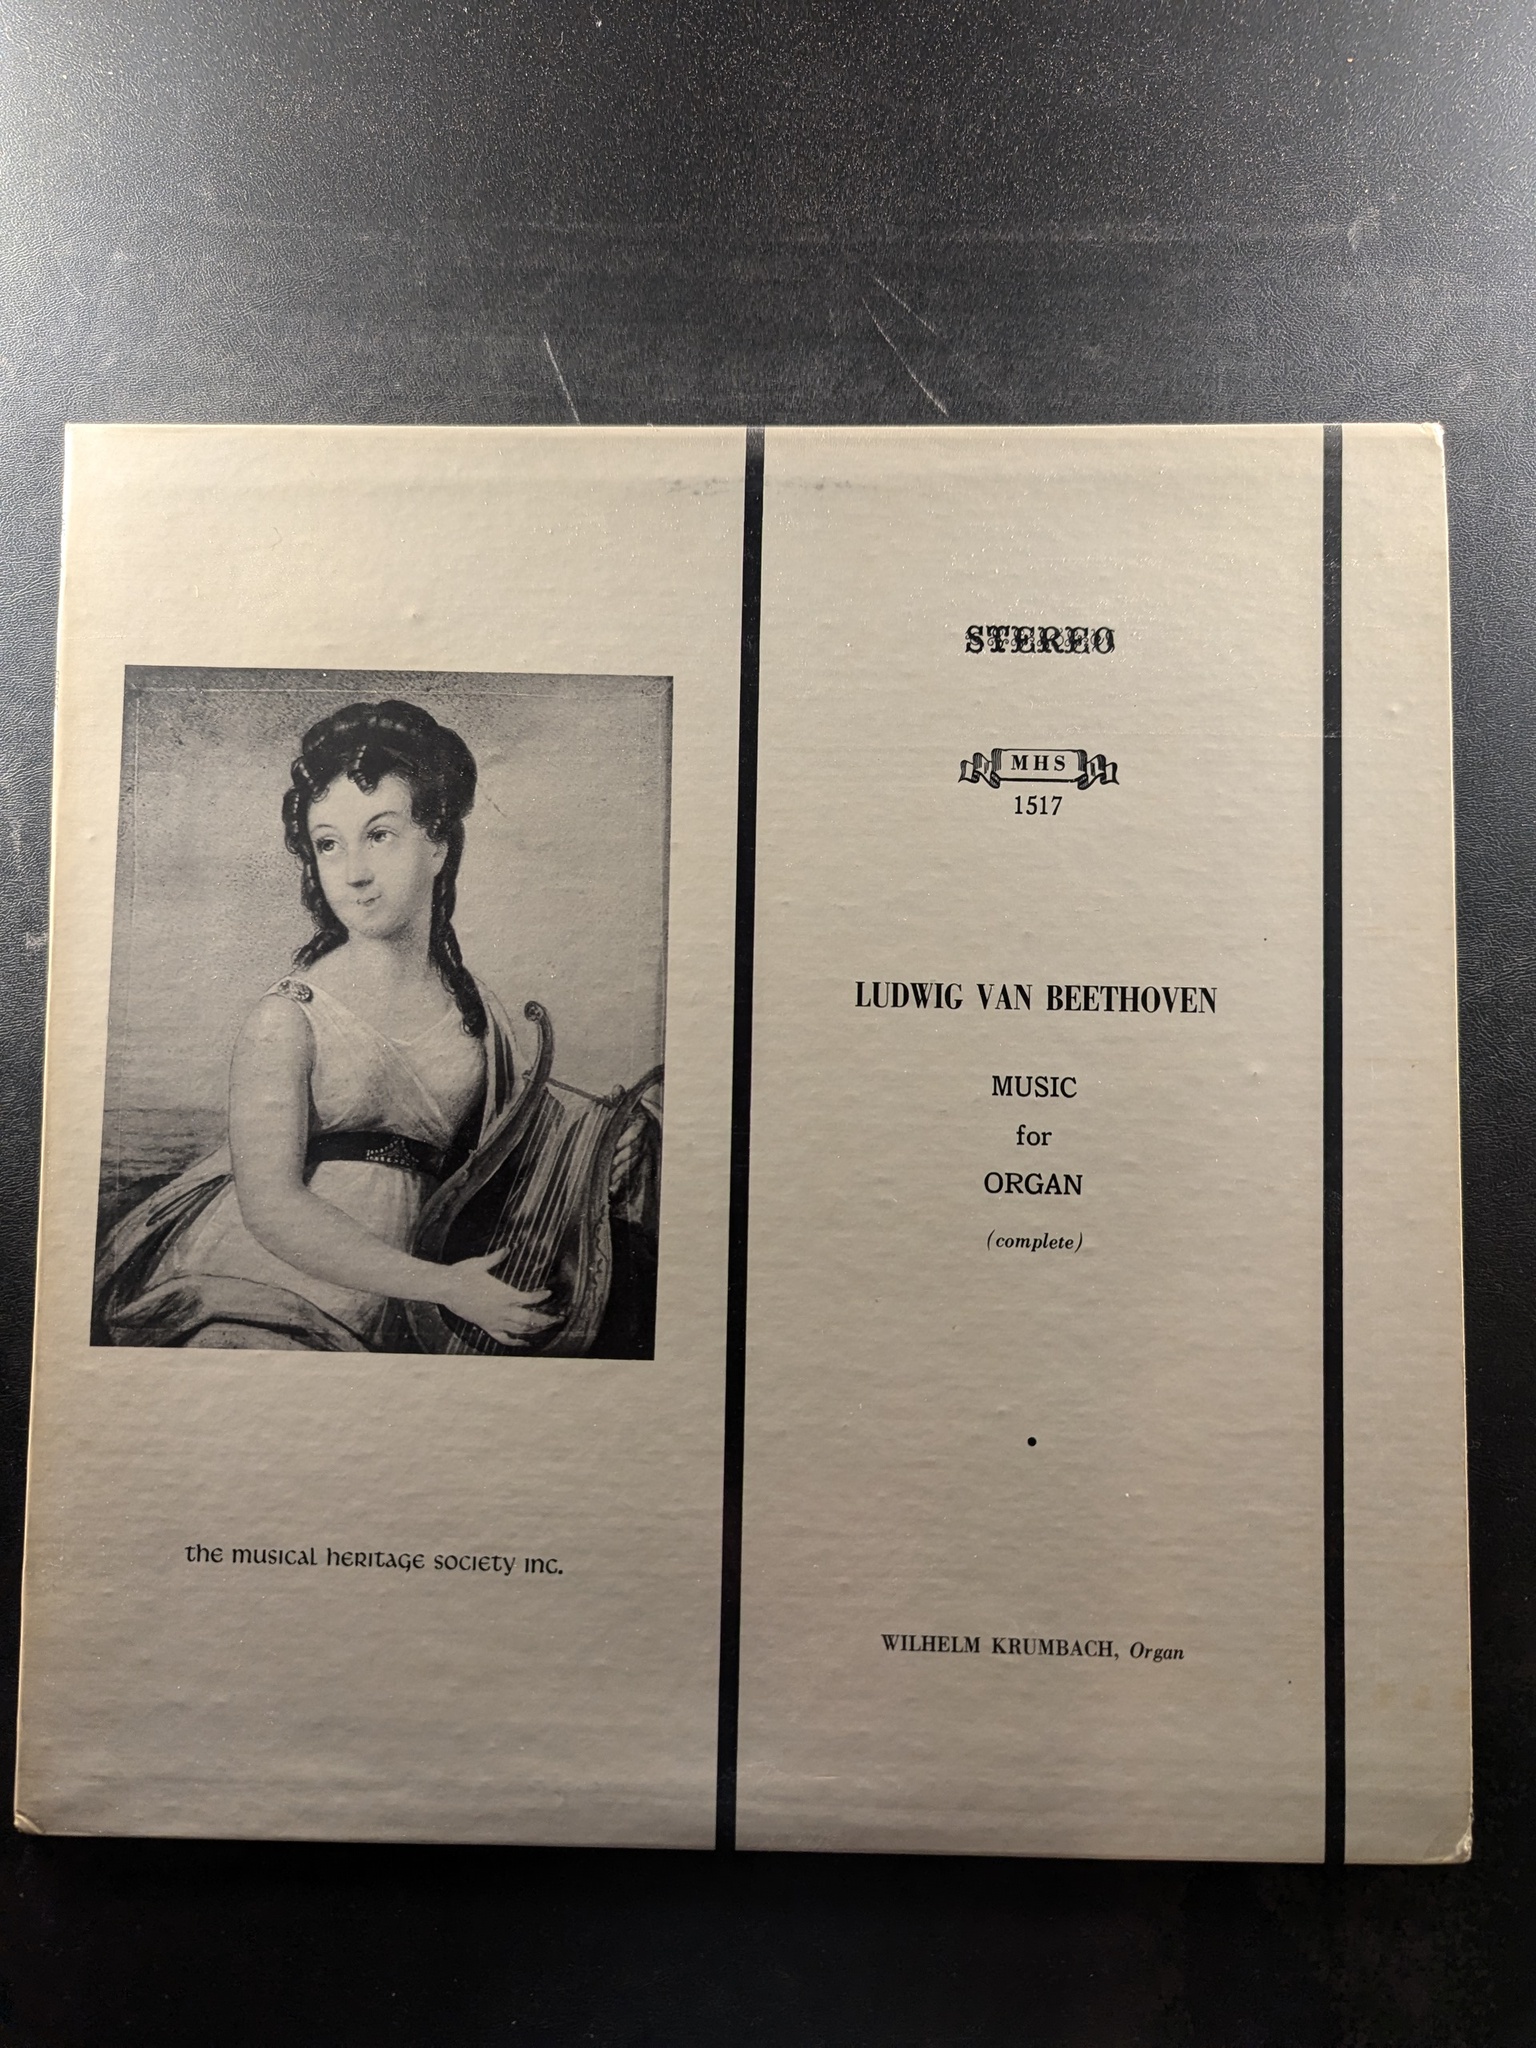 the musical heritage society inc.
STEREO
MHS
1517
LUDWIG VAN BEETHOVEN
MUSIC
for
ORGAN
(complete)
WILHELM KRUMBACH, Organ